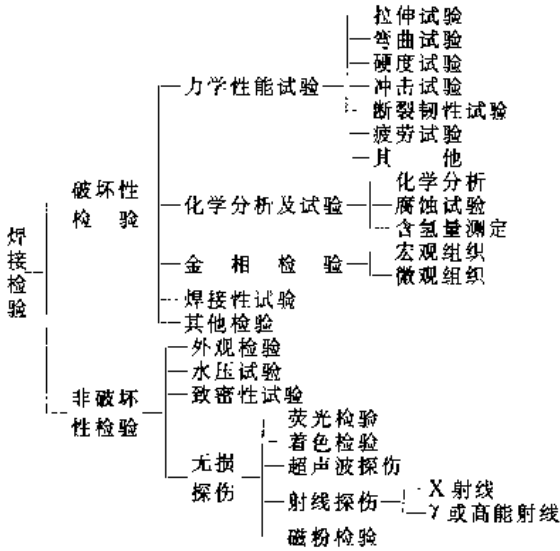 焊接检验
破坏性
检验
力学性能试验
拉伸试验
弯曲试验
硬度试验
冲击试验
断裂韧性试验
疲劳试验
其他
化学分析及试验
化学分析
腐蚀试验
含氢量测定
金相检验
宏观组织
微观组织
焊接性试验
其他检验
非破坏
性检验
外观检验
水压试验
致密性试验
无损
探伤
荧光检验
着色检验
超声波探伤
射线探伤
X射线
γ或高能射线
磁粉检验